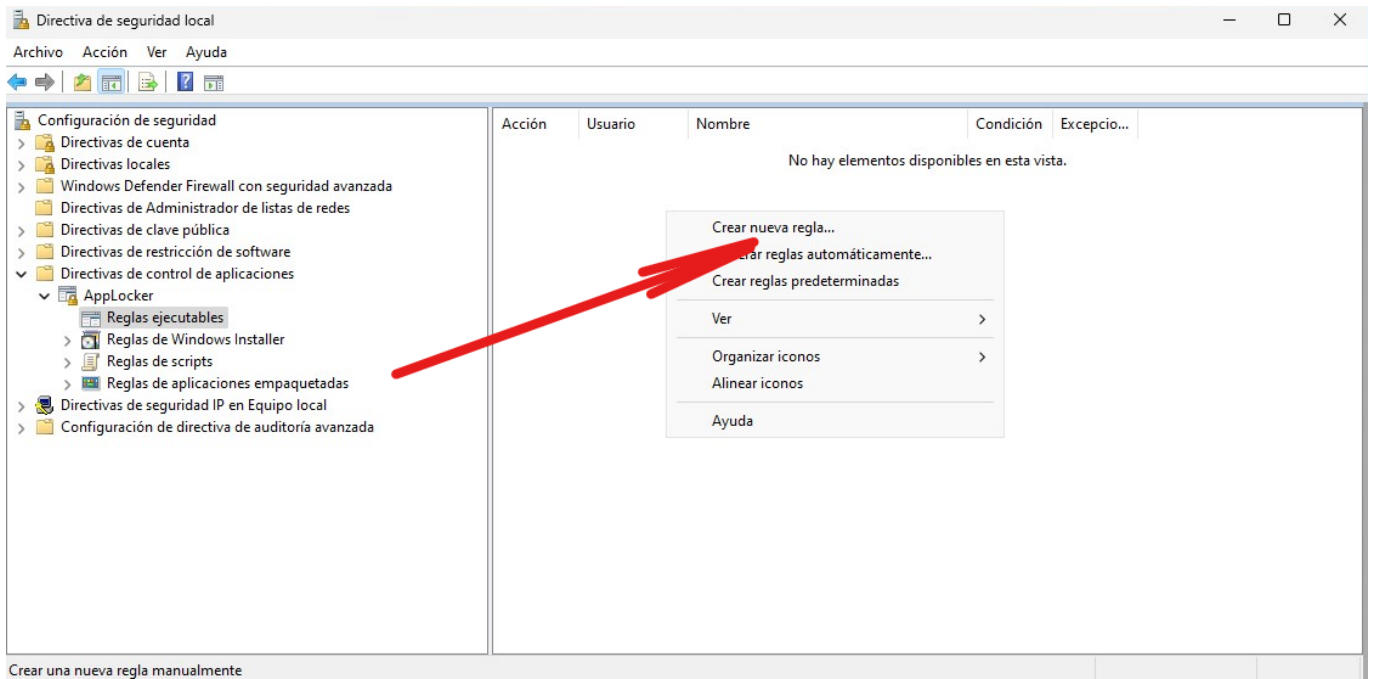 Directiva de seguridad local
Archivo Acción Ver Ayuda
Configuración de seguridad
Directivas de cuenta
Directivas locales
Windows Defender Firewall con seguridad avanzada
Directivas de Administrador de listas de redes
Directivas de clave pública
Directivas de restricción de software
Directivas de control de aplicaciones
AppLocker
Reglas ejecutables
Reglas de Windows Installer
Reglas de scripts
Reglas de aplicaciones empaquetadas
Directivas de seguridad IP en Equipo local
Configuración de directiva de auditoría avanzada
Acción Usuario Nombre Condición Excepcio...
No hay elementos disponibles en esta vista.
Crear nueva regla...
reglas automáticamente...
Crear reglas predeterminadas
Ver
Organizar iconos
Alinear iconos
Ayuda
Crear una nueva regla manualmente